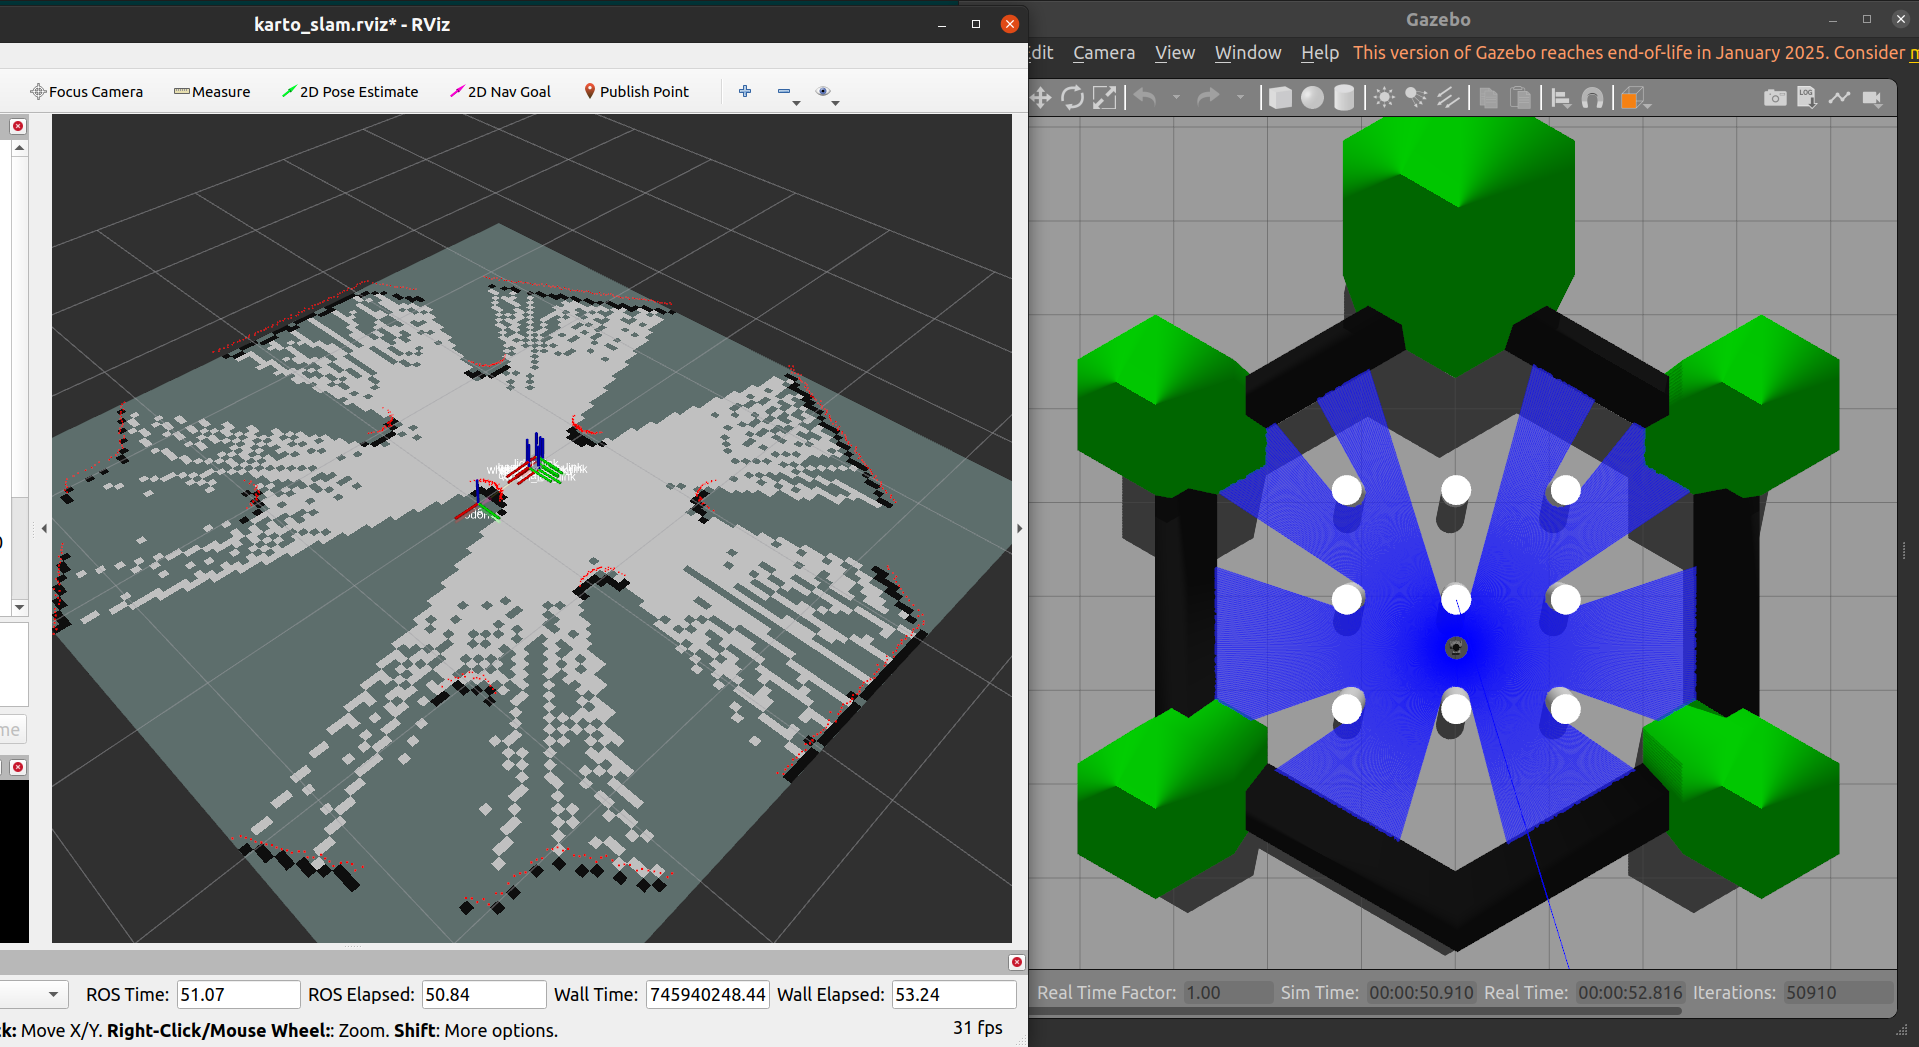 karto_slam.rviz* - RViz
Focus Camera
Measure
2D Pose Estimate
2D Nav Goal
Publish Point
ROS Time: 51.07
ROS Elapsed: 50.84
Wall Time: 745940248.44
Wall Elapsed: 53.24
ck: Move X/Y. Right-Click/Mouse Wheel:: Zoom. Shift: More options.
31 fps
Gazebo
dit
Camera
View
Window
Help
This version of Gazebo reaches end-of-life in January 2025. Consider m
LOG
Real Time Factor: 1.00
Sim Time: 00:00:50.910
Real Time: 00:00:52.816
Iterations: 50910